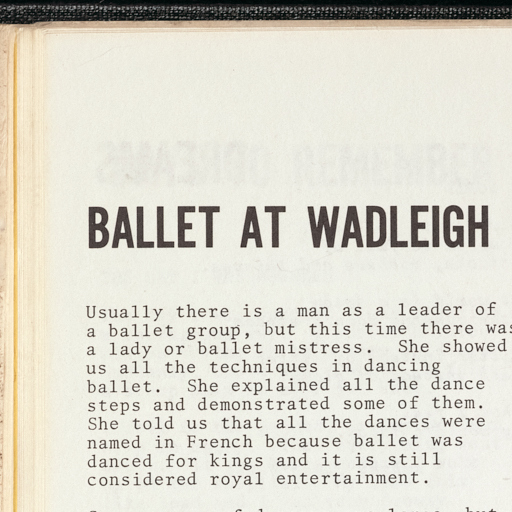 BALLET AT WADLEIGH
Usually there is a man as a leader of
a ballet group, but this time there was
a lady or ballet mistress. She showed
us all the techniques in dancing
ballet. She explained all the dance
steps and demonstrated some of them.
She told us that all the dances were
named in French because ballet was
danced for kings and it is still
considered royal entertainment.